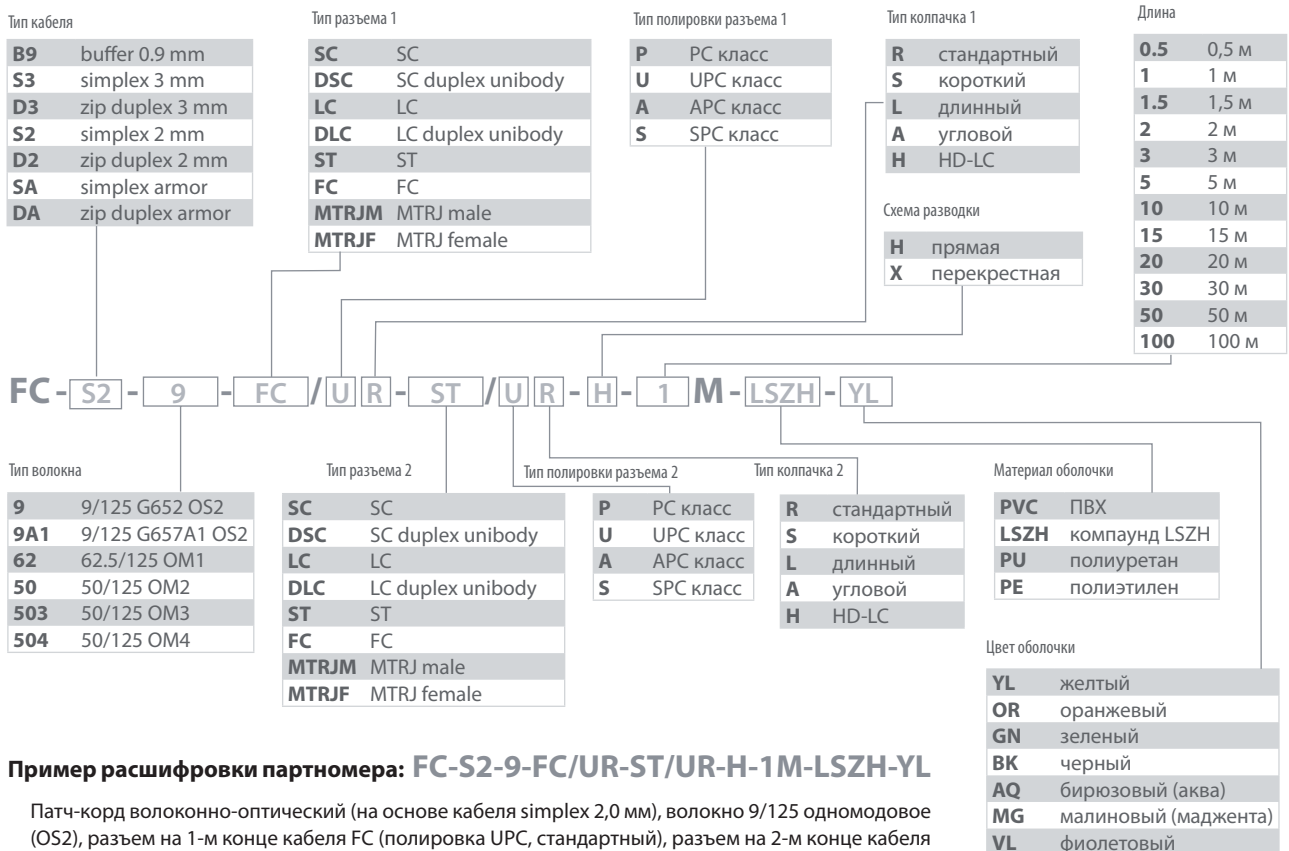 Тип кабеля
B9 buffer 0.9 mm
S3 simplex 3 mm
D3 zip duplex 3 mm
S2 simplex 2 mm
D2 zip duplex 2 mm
SA simplex armor
DA zip duplex armor
Тип разъема 1
SC SC
DSC SC duplex unibody
LC LC
DLC LC duplex unibody
ST ST
FC FC
MTRJM MTRJ male
MTRJF MTRJ female
Тип полировки разъема 1
P PC класс
U UPC класс
A APC класс
S SPC класс
Тип колпачка 1
R стандартный
S короткий
L длинный
A угловой
H HD-LC
Схема разводки
H прямая
X перекрестная
Длина
0.5 0,5 м
1 1 м
1.5 1,5 м
2 2 м
3 3 м
5 5 м
10 10 м
15 15 м
20 20 м
30 30 м
50 50 м
100 100 м
FC-S2-9-FC/UR-ST/UR-H-1M-LSZH-YL
Тип волокна
9 9/125 G652 OS2
9A1 9/125 G657A1 OS2
62 62.5/125 OM1
50 50/125 OM2
503 50/125 OM3
504 50/125 OM4
Тип разъема 2
SC SC
DSC SC duplex unibody
LC LC
DLC LC duplex unibody
ST ST
FC FC
MTRJM MTRJ male
MTRJF MTRJ female
Тип полировки разъема 2
P PC класс
U UPC класс
A APC класс
S SPC класс
Тип колпачка 2
R стандартный
S короткий
L длинный
A угловой
H HD-LC
Материал оболочки
PVC ПВХ
LSZH компаунд LSZH
PU полиуретан
PE полиэтилен
Цвет оболочки
YL желтый
OR оранжевый
GN зеленый
BK черный
AQ бирюзовый (аква)
MG малиновый (маджента)
VL фиолетовый
Пример расшифровки партномера: FC-S2-9-FC/UR-ST/UR-H-1M-LSZH-YL
Патч-корд волоконно-оптический (на основе кабеля simplex 2,0 мм), волокно 9/125 одномодовое
(OS2), разъем на 1-м конце кабеля FC (полировка UPC, стандартный), разъем на 2-м конце кабеля